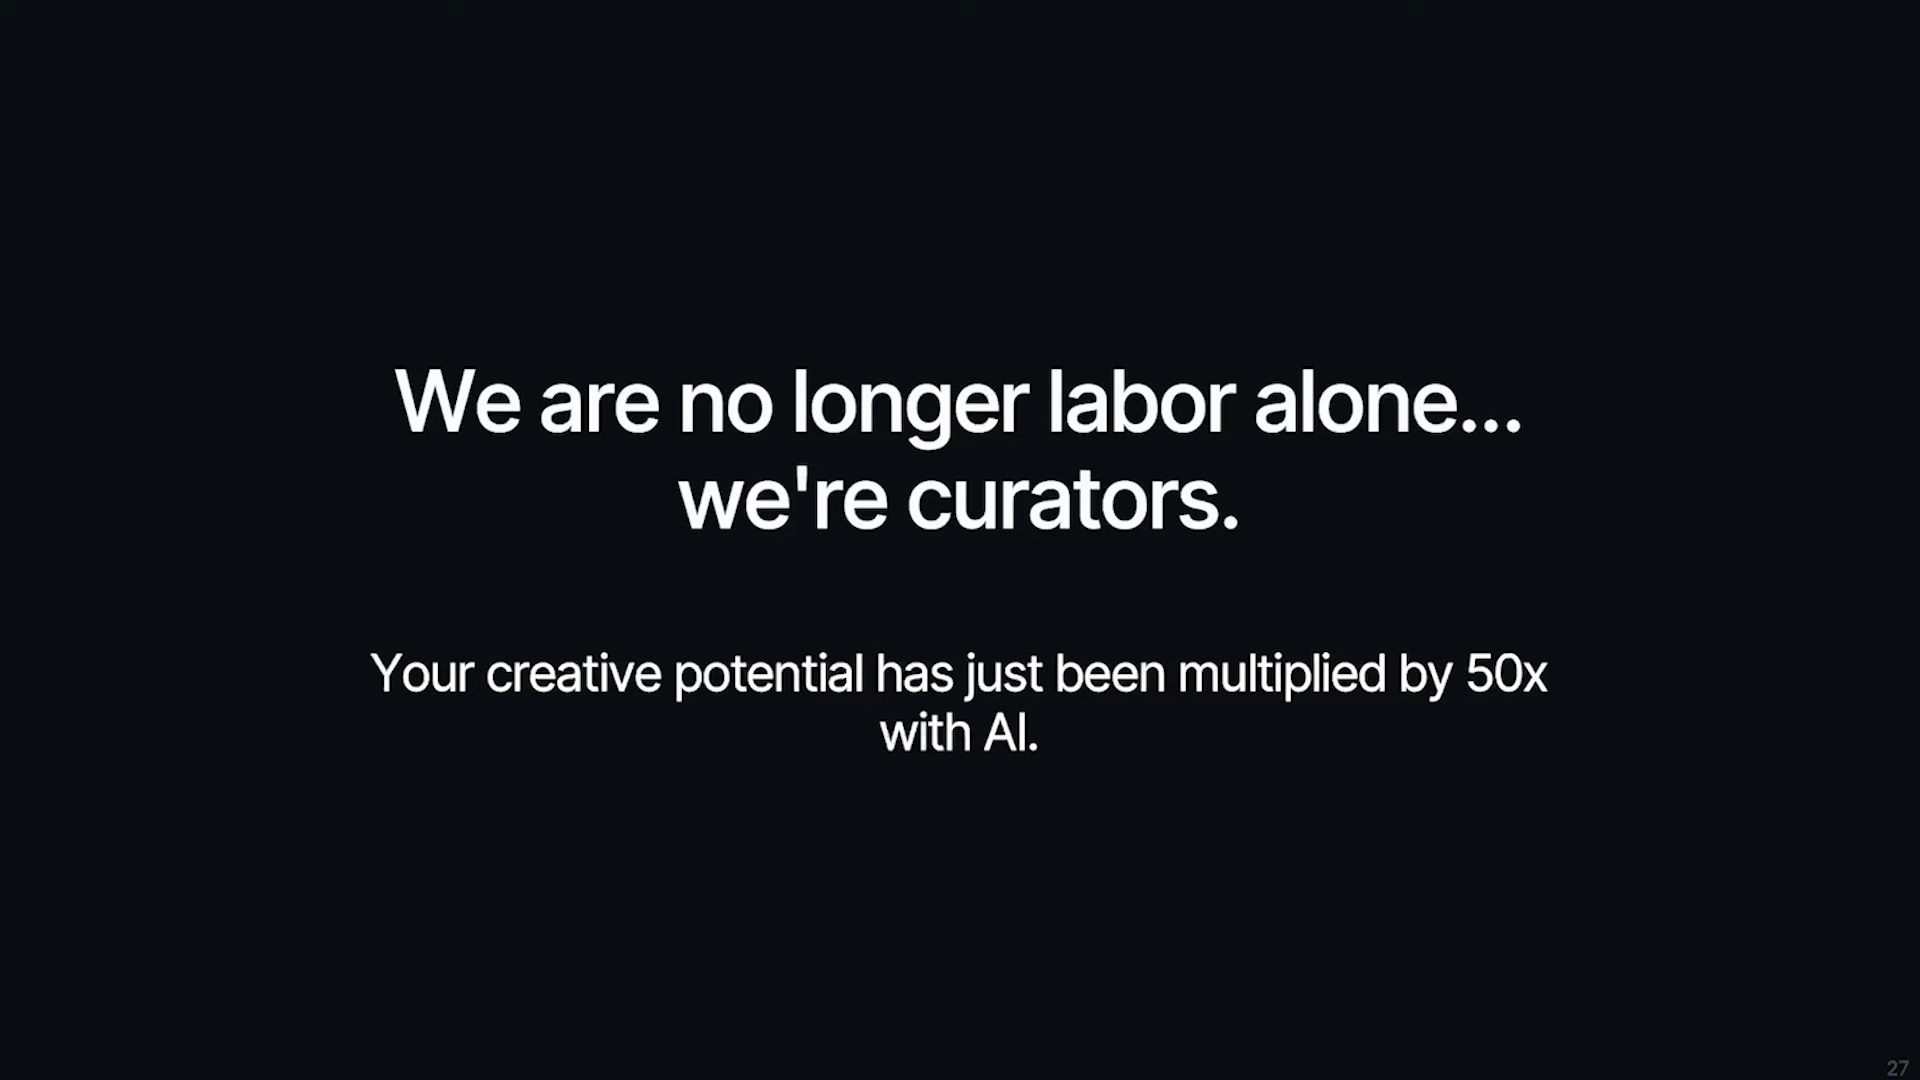 We are no longer labor alone...
we're curators.
Your creative potential has just been multiplied by 50x
with AI.
27